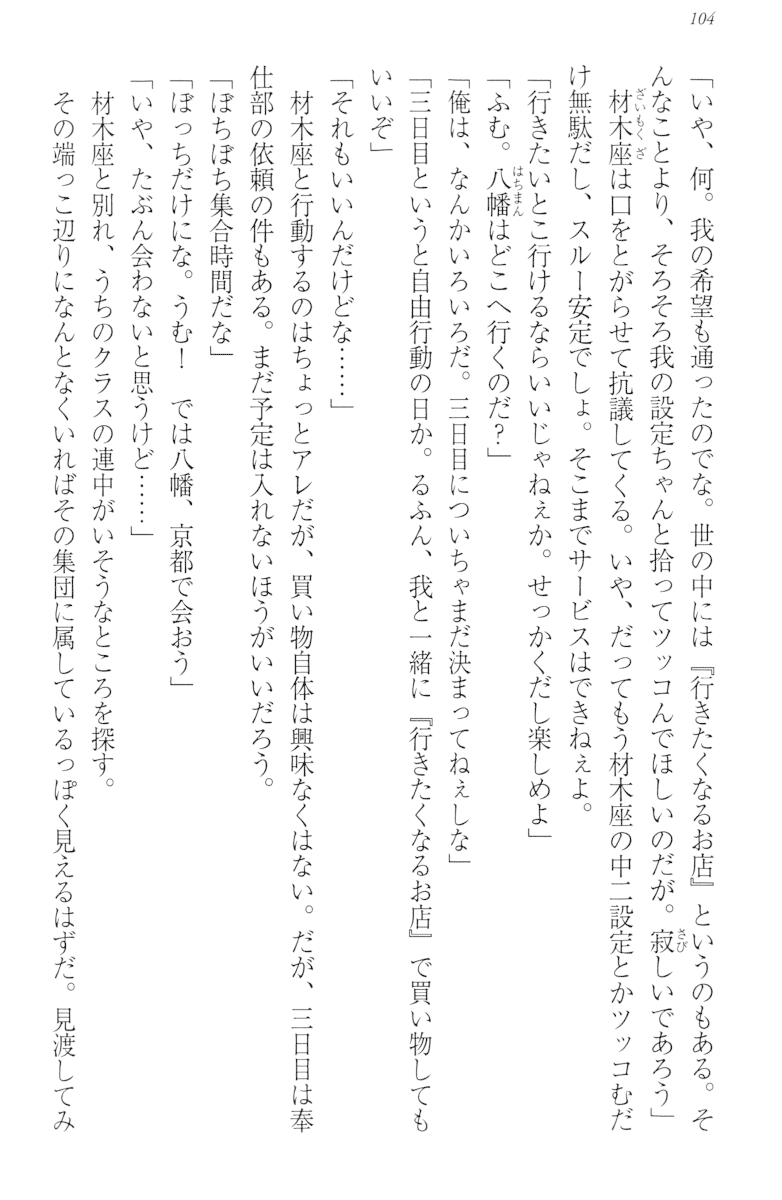 104
「いや、何。我の希望も通ったのでな。世の中には『行きたくなるお店』というのもある。そ
んなことより、そろそろ我の設定ちゃんと拾ってツッコんでほしいのだが。寂しいであろう」
　材木座は口をとがらせて抗議してくる。いや、だってもう材木座の中二設定とかツッコむだ
け無駄だし、スルー安定でしょ。そこまでサービスはできねぇよ。
「行きたいとこ行けるならいいじゃねぇか。せっかくだし楽しめよ」
「ふむ。八幡はどこへ行くのだ？」
「俺は、なんかいろいろだ。三日目についちゃまだ決まってねぇしな」
「三日目というと自由行動の日か。るふん、我と一緒に『行きたくなるお店』で買い物しても
いいぞ」
「それもいいんだけどな……」
　材木座と行動するのはちょっとアレだが、買い物自体は興味なくはない。だが、三日目は奉
仕部の依頼の件もある。まだ予定は入れないほうがいいだろう。
「ぼちぼち集合時間だな」
「ぼっちだけにな。うむ！　では八幡、京都で会おう」
「いや、たぶん会わないと思うけど……」
　材木座と別れ、うちのクラスの連中がいそうなところを探す。
　その端っこ辺りになんとなくいればその集団に属しているっぽく見えるはずだ。見渡してみ